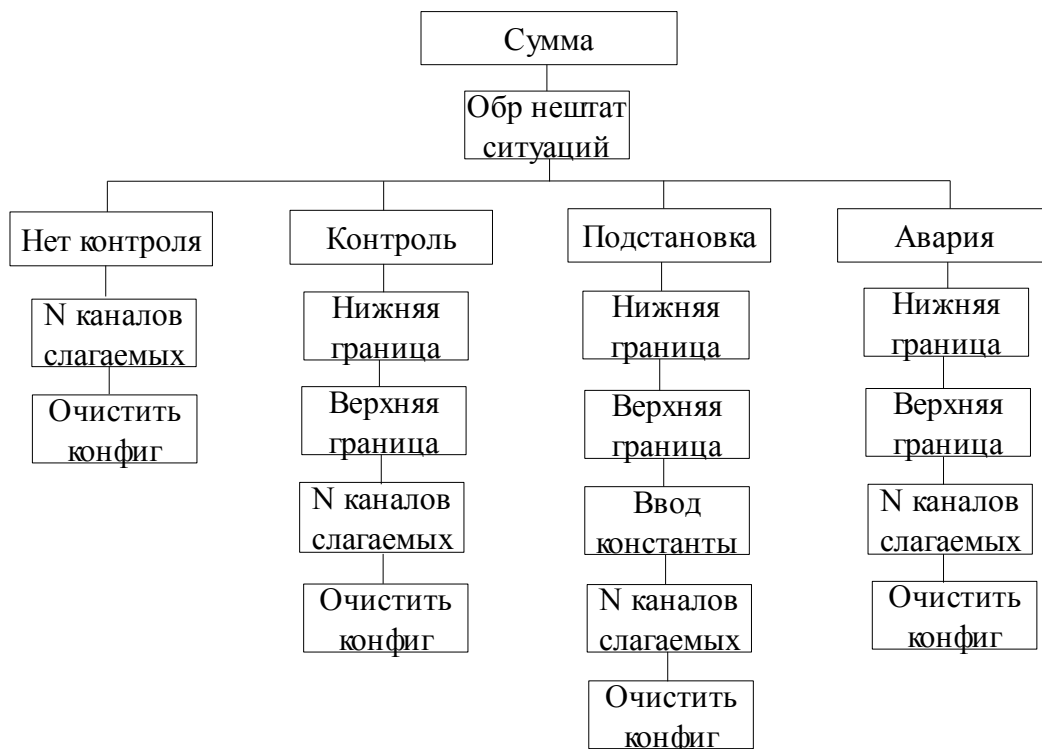 Сумма
Обр нештат
ситуаций
Нет контроля
N каналов
слагаемых
Очистить
конфиг
Контроль
Нижняя
граница
Верхняя
граница
N каналов
слагаемых
Очистить
конфиг
Подстановка
Нижняя
граница
Верхняя
граница
Ввод
константы
N каналов
слагаемых
Очистить
конфиг
Авария
Нижняя
граница
Верхняя
граница
N каналов
слагаемых
Очистить
конфиг